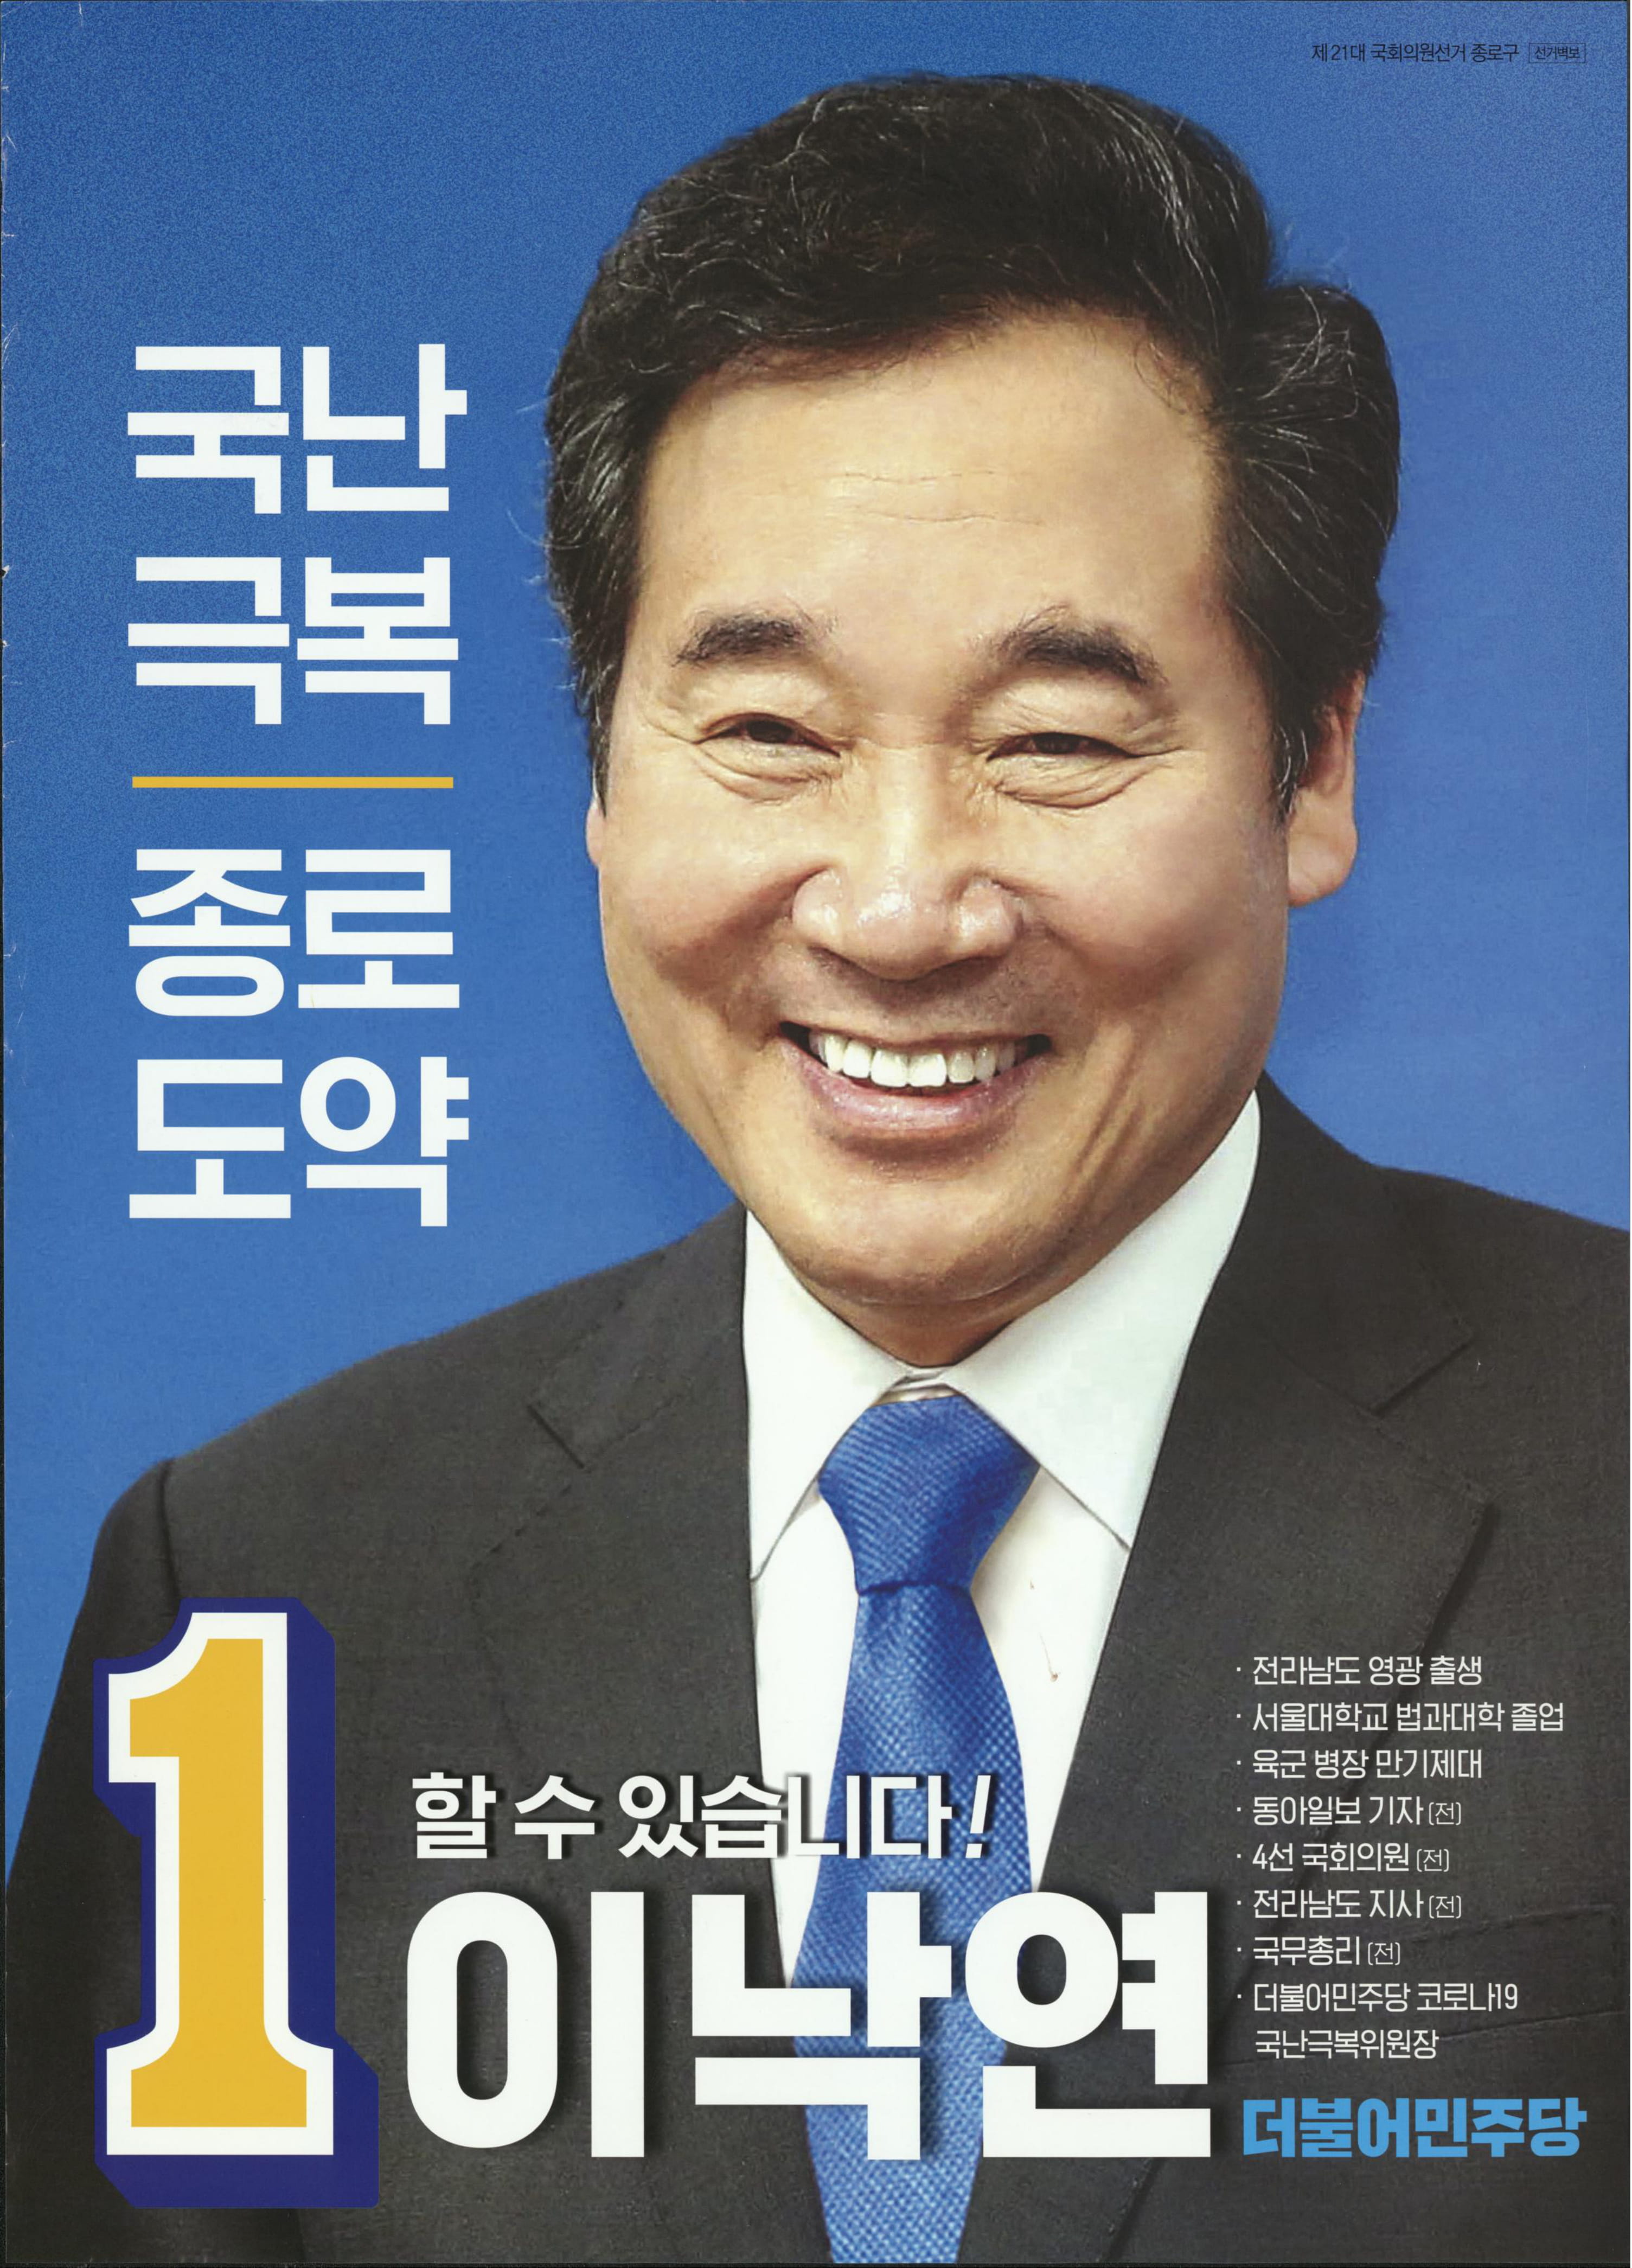 제21대 국회의원선거 종로구 선거벽보
국난
극복
종로
도약
1
할 수 있습니다!
이낙연
· 전라남도 영광 출생
· 서울대학교 법과대학 졸업
· 육군 병장 만기제대
· 동아일보 기자 (전)
· 4선 국회의원 (전)
· 전라남도 지사 (전)
· 국무총리 (전)
· 더불어민주당 코로나19
국난극복위원장
더불어민주당